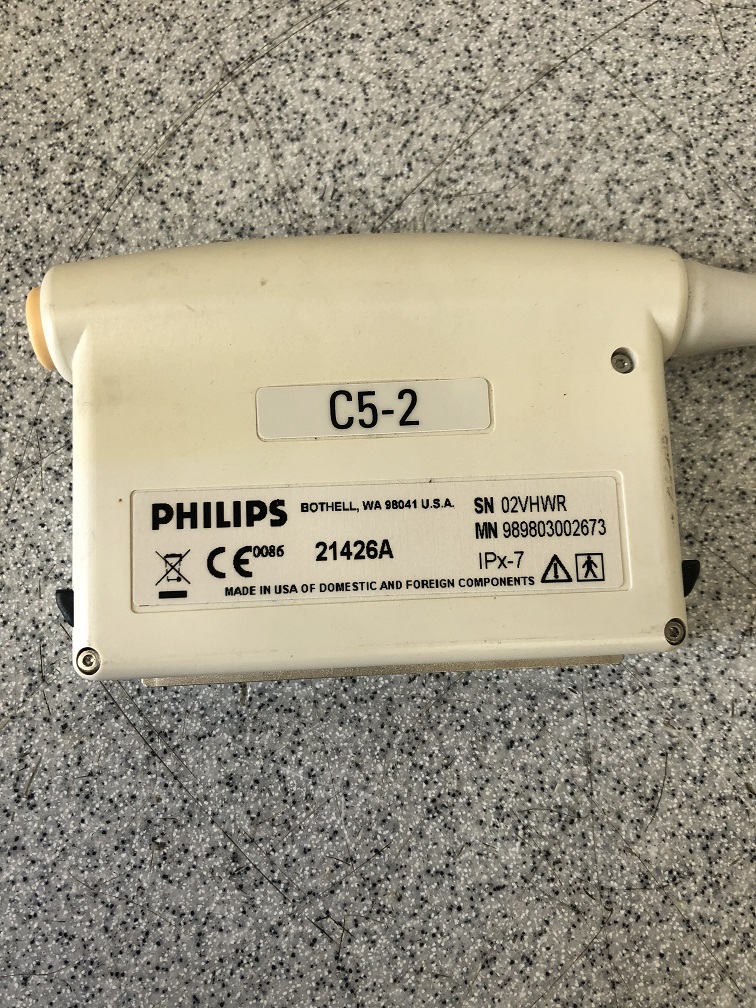 C5-2
PHILIPS BOTHELL, WA 98041 U.S.A. SN 02VHWR
MN 989803002673
CE0086 21426A IPx-7
MADE IN USA OF DOMESTIC AND FOREIGN COMPONENTS